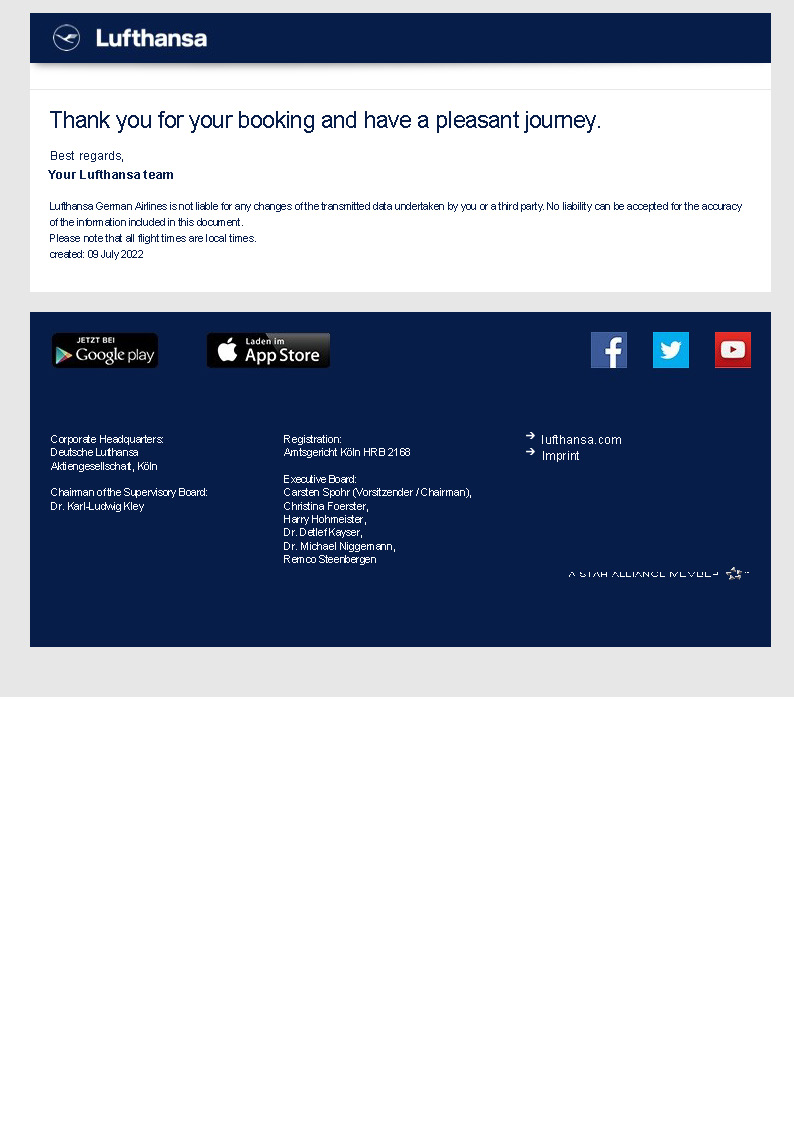 Lufthansa
Thank you for your booking and have a pleasant journey.
Best regards,
Your Lufthansa team
Lufthansa German Airlines is not liable for any changes of the transmitted data undertaken by you or a third party. No liability can be accepted for the accuracy
of the information included in this document.
Please note that all flight times are local times.
created: 09 July 2022
JETZT BEI
Google play
Laden im
App Store
Corporate Headquarters:
Deutsche Lufthansa
Aktiengesellschaft, Köln
Chairman of the Supervisory Board:
Dr. Karl-Ludwig Kley
Registration:
Amtsgericht Köln HRB 2168
Executive Board:
Carsten Spohr (Vorsitzender / Chairman),
Christina Foerster,
Harry Hohmeister,
Dr. Detlef Kayser,
Dr. Michael Niggemann,
Remco Steenbergen
lufthansa.com
Imprint
A STAR ALLIANCE MEMBER